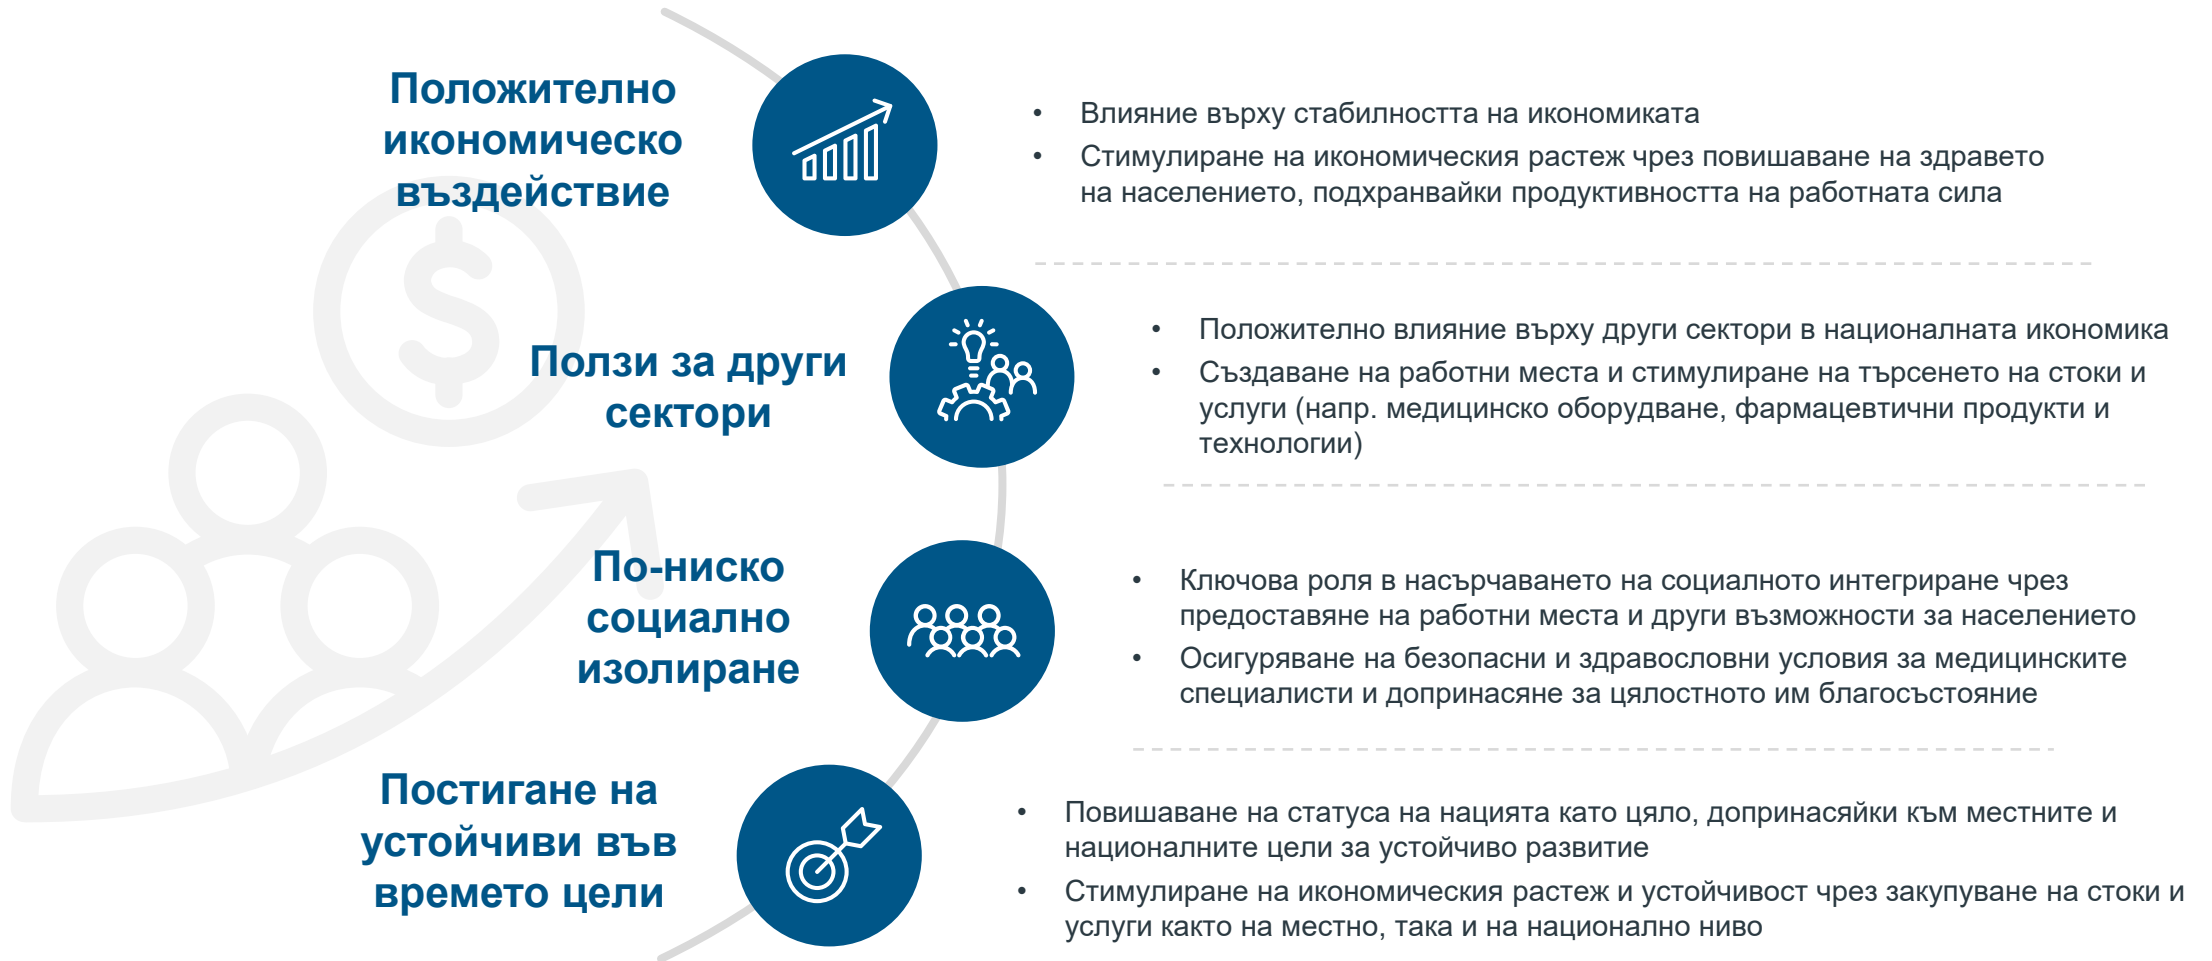 Положително
икономическо
въздействие
• Влияние върху стабилността на икономиката
• Стимулиране на икономическия растеж чрез повишаване на здравето
на населението, подхранвайки продуктивността на работната сила
Ползи за други
сектори
• Положително влияние върху други сектори в националната икономика
• Създаване на работни места и стимулиране на търсенето на стоки и
услуги (напр. медицинско оборудване, фармацевтични продукти и
технологии)
По-ниско
социално
изолиране
• Ключова роля в насърчаването на социалното интегриране чрез
предоставяне на работни места и други възможности за населението
• Осигуряване на безопасни и здравословни условия за медицинските
специалисти и допринасяне за цялостното им благосъстояние
Постигане на
устойчиви във
времето цели
• Повишаване на статуса на нацията като цяло, допринасяйки към местните и
националните цели за устойчиво развитие
• Стимулиране на икономическия растеж и устойчивост чрез закупуване на стоки и
услуги както на местно, така и на национално ниво